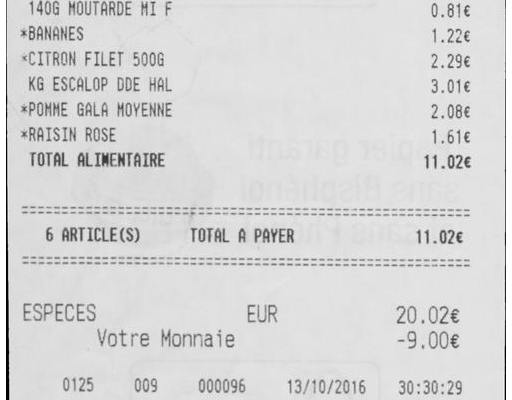 140G MOUTARDE MI F 0.81€
*BANANES 1.22€
*CITRON FILET 500G 2.29€
KG ESCALOP DDE HAL 3.01€
*POMME GALA MOYENNE 2.08€
*RAISIN ROSE 1.61€
TOTAL ALIMENTAIRE 11.02€
6 ARTICLE(S) TOTAL A PAYER 11.02€
ESPECES EUR 20.02€
Votre Monnaie -9.00€
0125 009 000096 13/10/2016 30:30:29
Papier garanti
sans Bisphénol